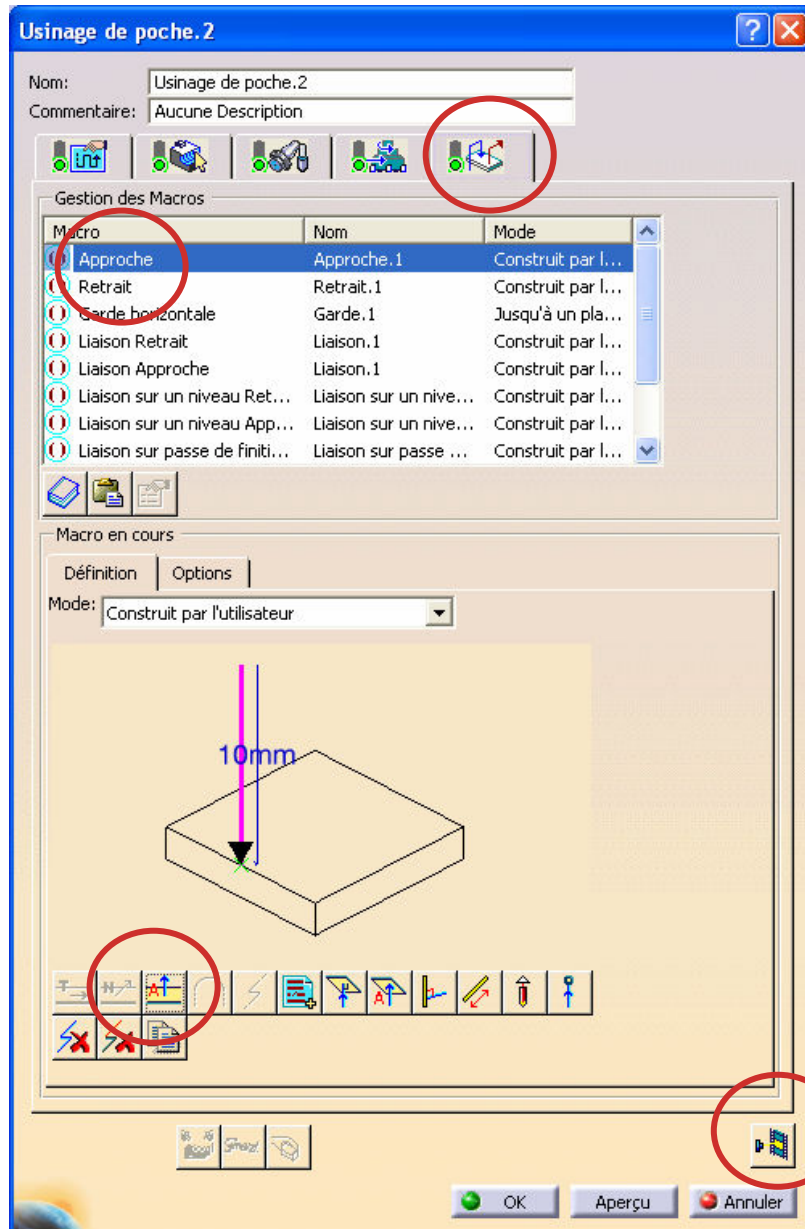 Usinage de poche.2
Nom: Usinage de poche.2
Commentaire: Aucune Description
Gestion des Macros
Macro Nom Mode
Approche Approche.1 Construit par l...
Retrait Retrait.1 Construit par l...
Garde horizontale Garde.1 Jusqu'à un pla...
Liaison Retrait Liaison.1 Construit par l...
Liaison Approche Liaison.1 Construit par l...
Liaison sur un niveau Ret... Liaison sur un nive... Construit par l...
Liaison sur un niveau App... Liaison sur un nive... Construit par l...
Liaison sur passe de finiti... Liaison sur passe ... Construit par l...
Macro en cours
Définition Options
Mode: Construit par l'utilisateur
10mm
OK Aperçu Annuler